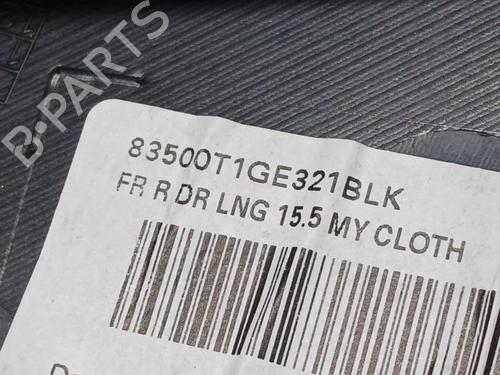 B-PARTS
83500T1GE321BLK
FR R DR LNG 15.5 MY CLOTH